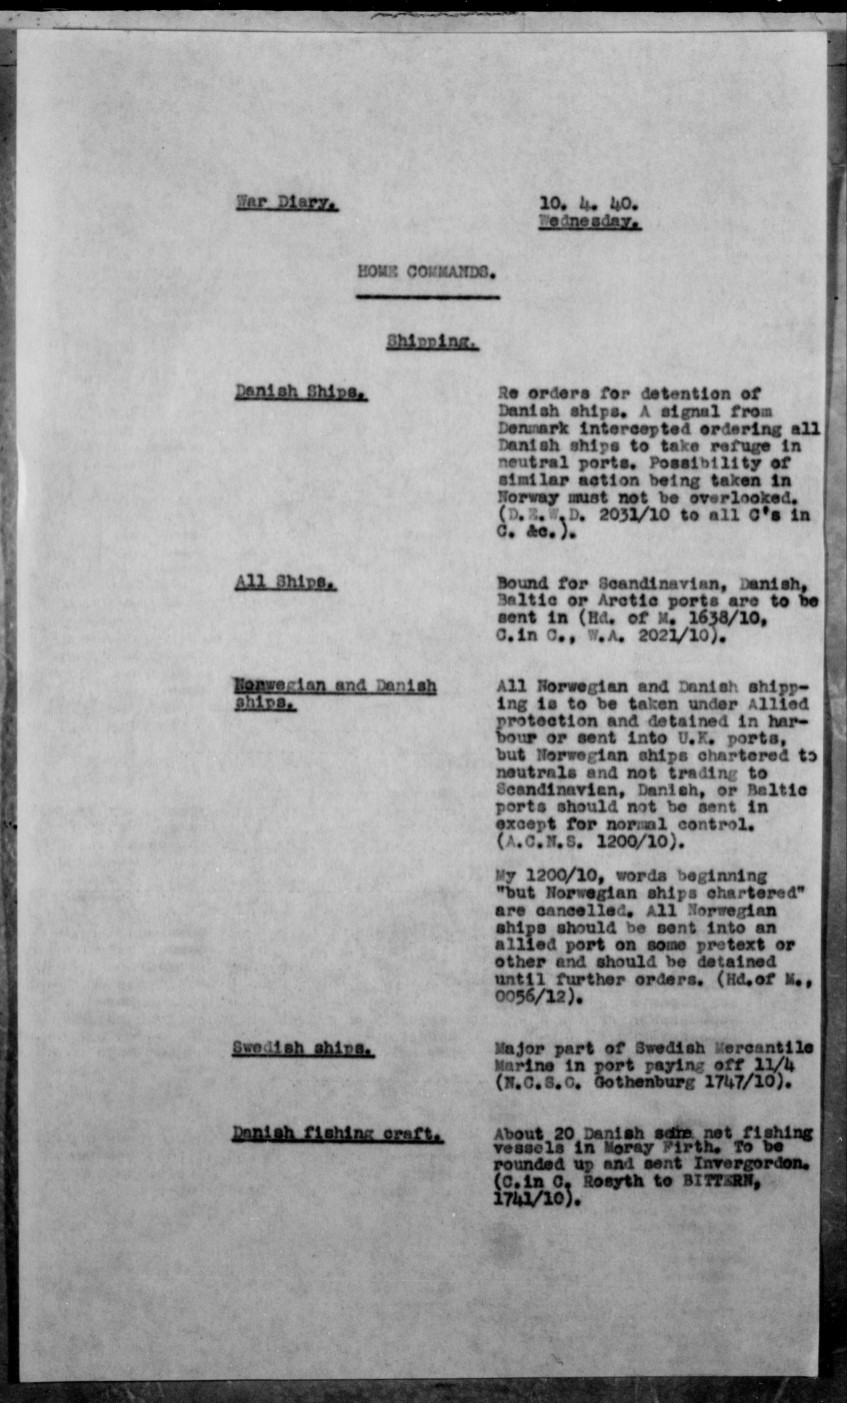 War Diary.
10. 4. 40.
Wednesday.
HOME COMMANDS.
Shipping.
Danish Ships.
Re orders for detention of
Danish ships. A signal from
Denmark intercepted ordering all
Danish ships to take refuge in
neutral ports. Possibility of
similar action being taken in
Norway must not be overlooked.
(D.E.W.D. 2031/10 to all C's in
C. &c.).
All Ships.
Bound for Scandinavian, Danish,
Baltic or Arctic ports are to be
sent in (Hd. of M. 1638/10,
C.in C., W.A. 2021/10).
Norwegian and Danish
ships.
All Norwegian and Danish shipp-
ing is to be taken under Allied
protection and detained in har-
bour or sent into U.K. ports,
but Norwegian ships chartered to
neutrals and not trading to
Scandinavian, Danish, or Baltic
ports should not be sent in
except for normal control.
(A.C.N.S. 1200/10).
My 1200/10, words beginning
"but Norwegian ships chartered"
are cancelled. All Norwegian
ships should be sent into an
allied port on some pretext or
other and should be detained
until further orders. (Hd.of M.,
0056/12).
Swedish ships.
Major part of Swedish Mercantile
Marine in port paying off 11/4
(N.C.S.O. Gothenburg 1747/10).
Danish fishing craft.
About 20 Danish net fishing
vessels in Moray Firth. To be
rounded up and sent Invergordon.
(C.in C. Rosyth to BITTERN,
1741/10).